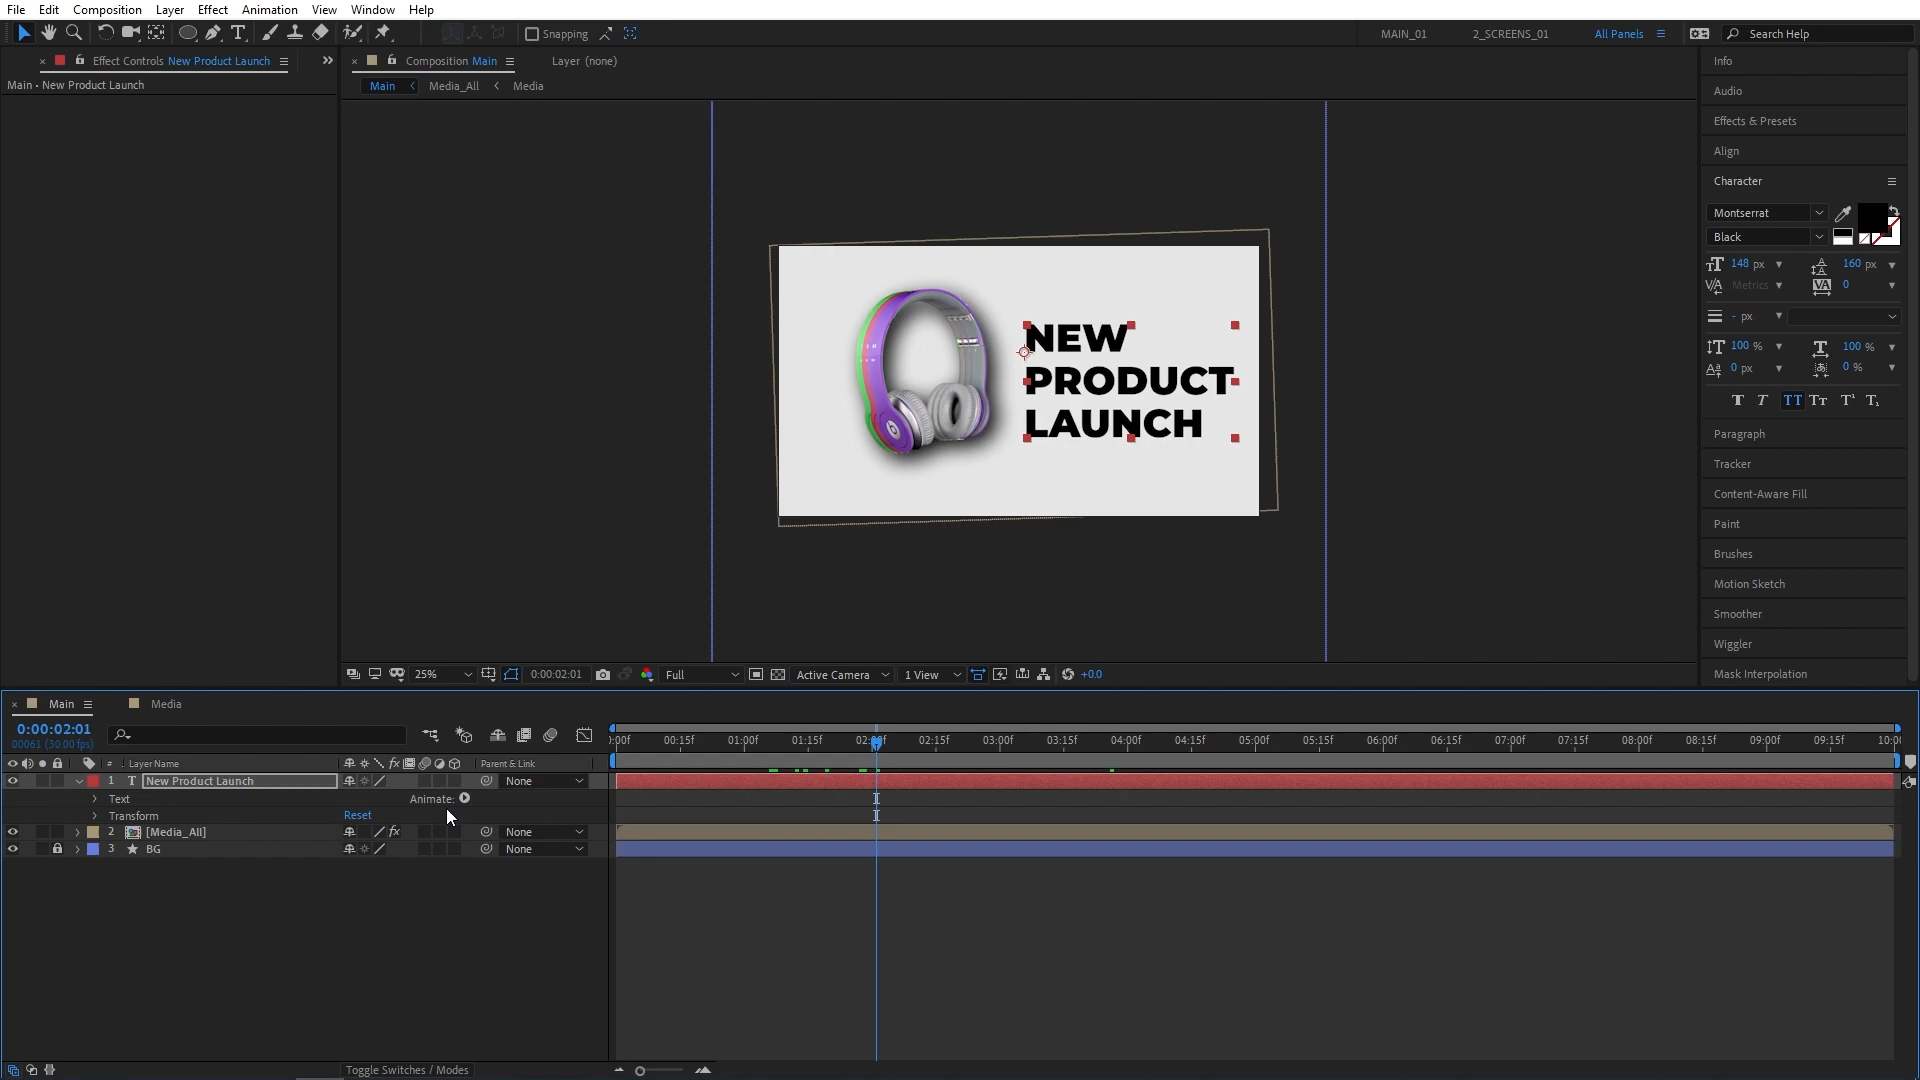 File Edit Composition Layer Effect Animation View Window Help
Snapping
MAIN_01 2_SCREENS_01 All Panels Search Help
Effect Controls New Product Launch
Composition Main
Layer (none)
Main • New Product Launch
Main Media_All Media
NEW
PRODUCT
LAUNCH
Info
Audio
Effects & Presets
Align
Character
Montserrat
Black
148 px 160 px
Metrics 0
- px
100 % 100 %
0 px 0 %
T T TT Tt T¹ T₁
Paragraph
Tracker
Content-Aware Fill
Paint
Brushes
Motion Sketch
Smoother
Wiggler
Mask Interpolation
25% 0:00:02:01 Full Active Camera 1 View +0.0
Main Media
0:00:02:01
00061 (30.00 fps)
:00f 00:15f 01:00f 01:15f 02:00f 02:15f 03:00f 03:15f 04:00f 04:15f 05:00f 05:15f 06:00f 06:15f 07:00f 07:15f 08:00f 08:15f 09:00f 09:15f 10:00
# Layer Name fx Parent & Link
1 T New Product Launch None
Text Animate:
Transform Reset
2 [Media_All] fx None
3 BG None
Toggle Switches / Modes